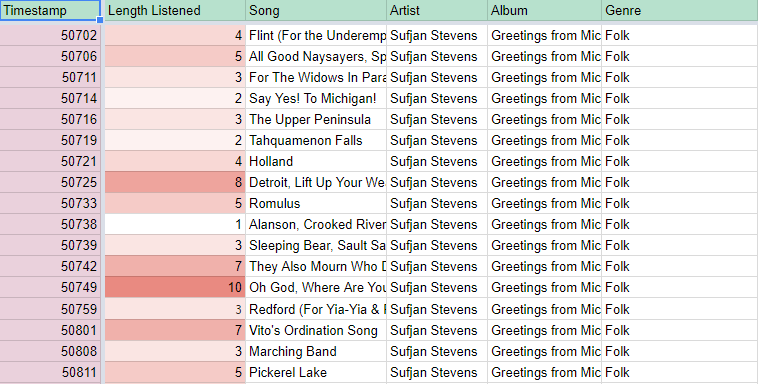 Timestamp Length Listened Song Artist Album Genre
50702 4 Flint (For the Underemp Sufjan Stevens Greetings from Mic Folk
50706 5 All Good Naysayers, Sp Sufjan Stevens Greetings from Mic Folk
50711 3 For The Widows In Para Sufjan Stevens Greetings from Mic Folk
50714 2 Say Yes! To Michigan! Sufjan Stevens Greetings from Mic Folk
50716 3 The Upper Peninsula Sufjan Stevens Greetings from Mic Folk
50719 2 Tahquamenon Falls Sufjan Stevens Greetings from Mic Folk
50721 4 Holland Sufjan Stevens Greetings from Mic Folk
50725 8 Detroit, Lift Up Your We Sufjan Stevens Greetings from Mic Folk
50733 5 Romulus Sufjan Stevens Greetings from Mic Folk
50738 1 Alanson, Crooked River Sufjan Stevens Greetings from Mic Folk
50739 3 Sleeping Bear, Sault Sa Sufjan Stevens Greetings from Mic Folk
50742 7 They Also Mourn Who D Sufjan Stevens Greetings from Mic Folk
50749 10 Oh God, Where Are You Sufjan Stevens Greetings from Mic Folk
50759 3 Redford (For Yia-Yia & P Sufjan Stevens Greetings from Mic Folk
50801 7 Vito's Ordination Song Sufjan Stevens Greetings from Mic Folk
50808 3 Marching Band Sufjan Stevens Greetings from Mic Folk
50811 5 Pickerel Lake Sufjan Stevens Greetings from Mic Folk